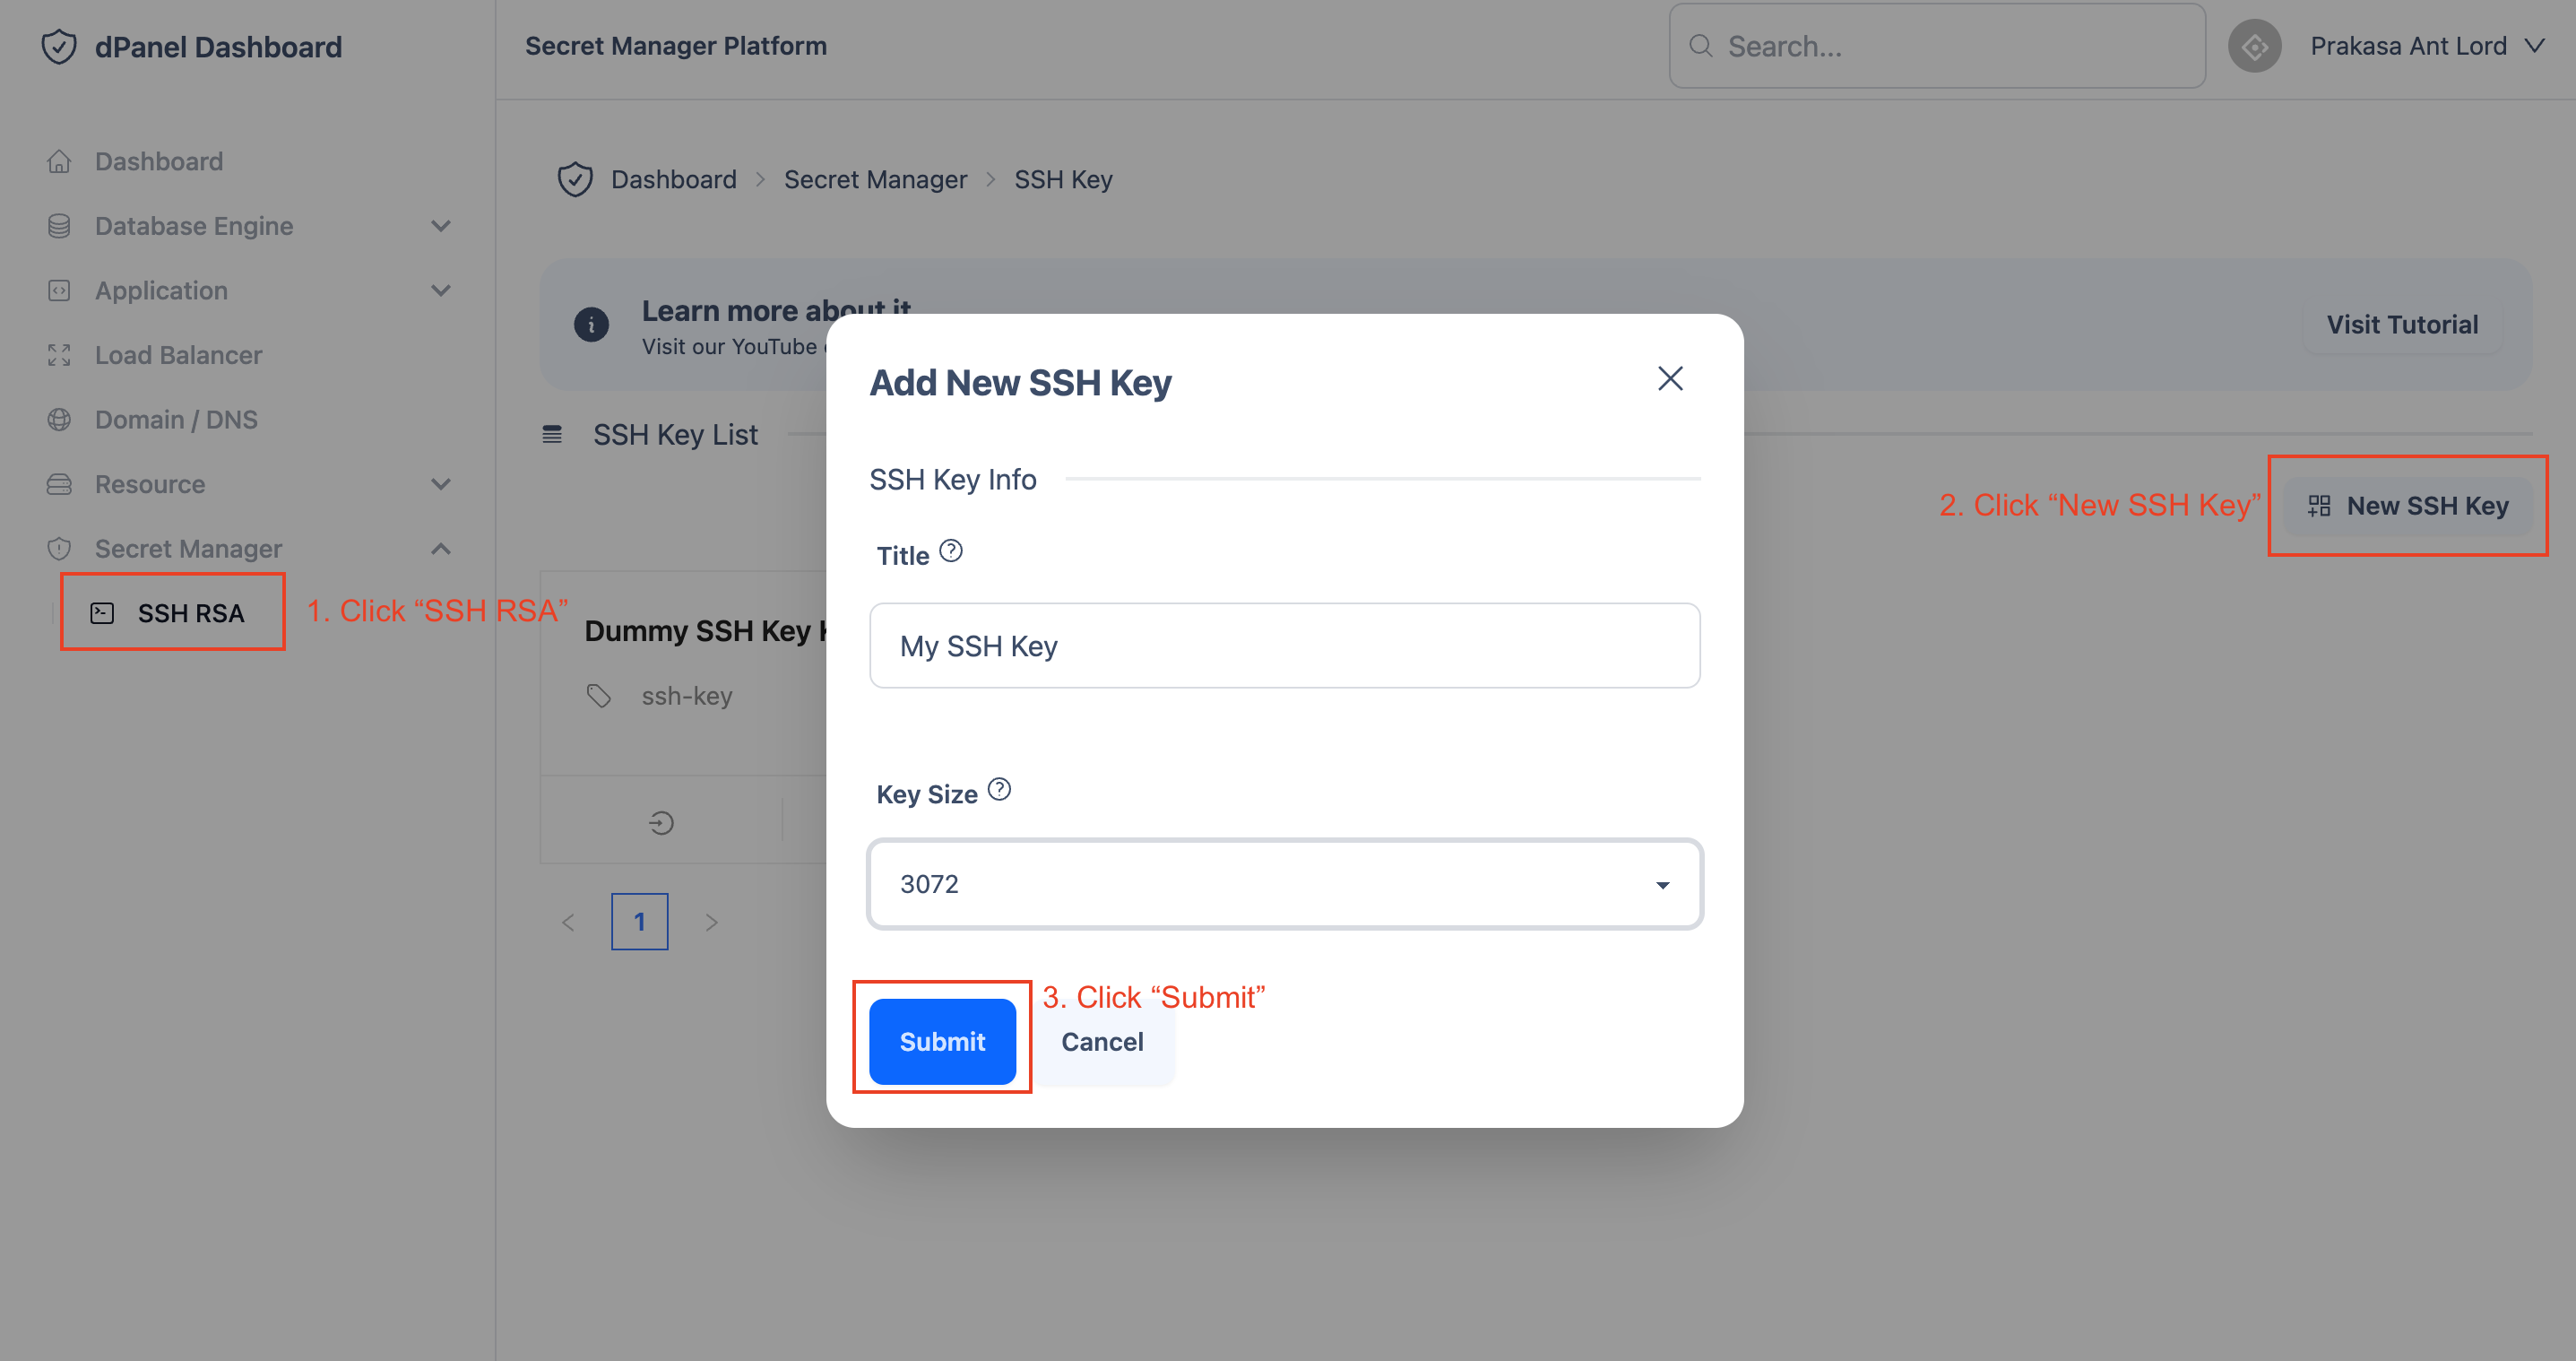 dPanel Dashboard
Secret Manager Platform
Search...
Prakasa Ant Lord
Dashboard
Database Engine
Application
Load Balancer
Domain / DNS
Resource
Secret Manager
SSH RSA
1. Click “SSH RSA”
Dashboard > Secret Manager > SSH Key
Learn more about it
Visit our YouTube
Visit Tutorial
SSH Key List
2. Click “New SSH Key”
New SSH Key
Dummy SSH Key
ssh-key
1
Add New SSH Key
SSH Key Info
Title
My SSH Key
Key Size
3072
3. Click “Submit”
Submit
Cancel